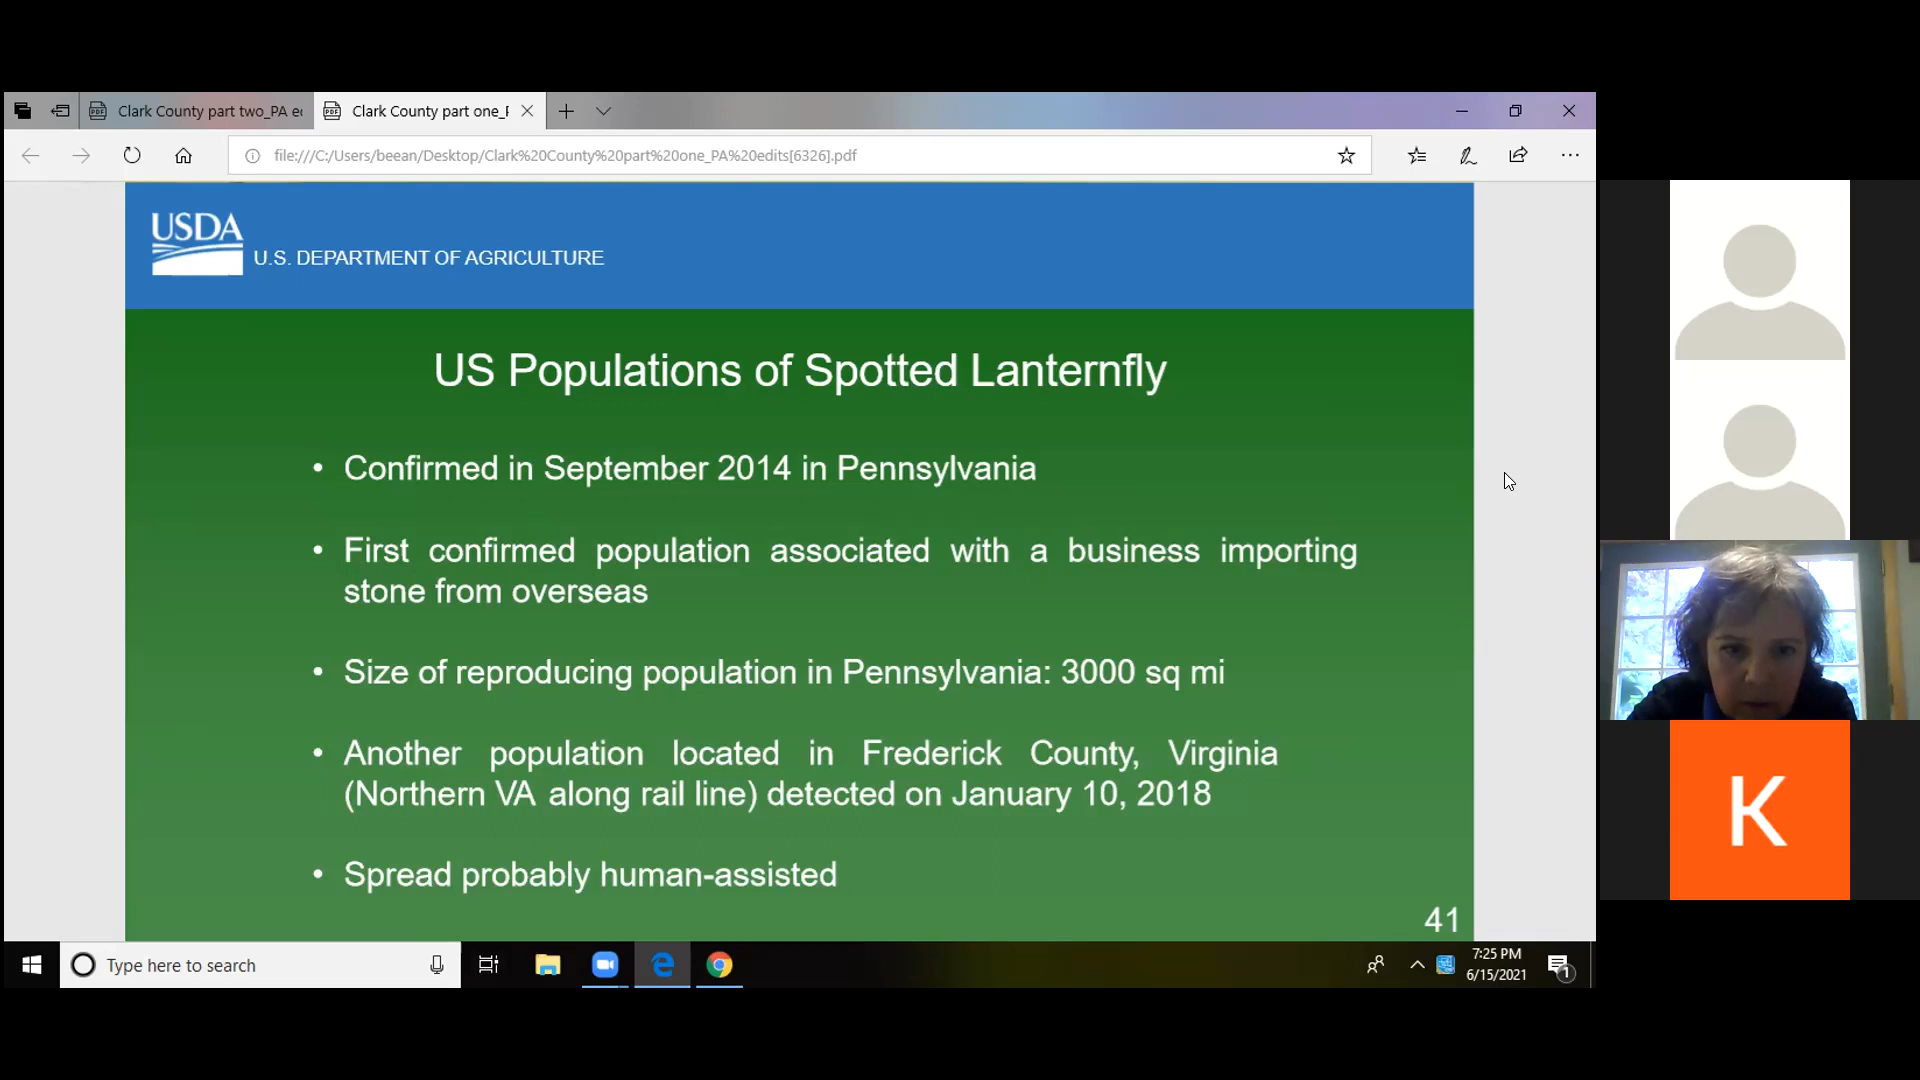 Clark County part two_PA e
Clark County part one_F
file:///C:/Users/beean/Desktop/Clark%20County%20part%20one_PA%20edits[6326].pdf
USDA
U.S. DEPARTMENT OF AGRICULTURE
US Populations of Spotted Lanternfly
• Confirmed in September 2014 in Pennsylvania
• First confirmed population associated with a business importing
stone from overseas
• Size of reproducing population in Pennsylvania: 3000 sq mi
• Another population located in Frederick County, Virginia
(Northern VA along rail line) detected on January 10, 2018
• Spread probably human-assisted
41
K
Type here to search
7:25 PM
6/15/2021
1